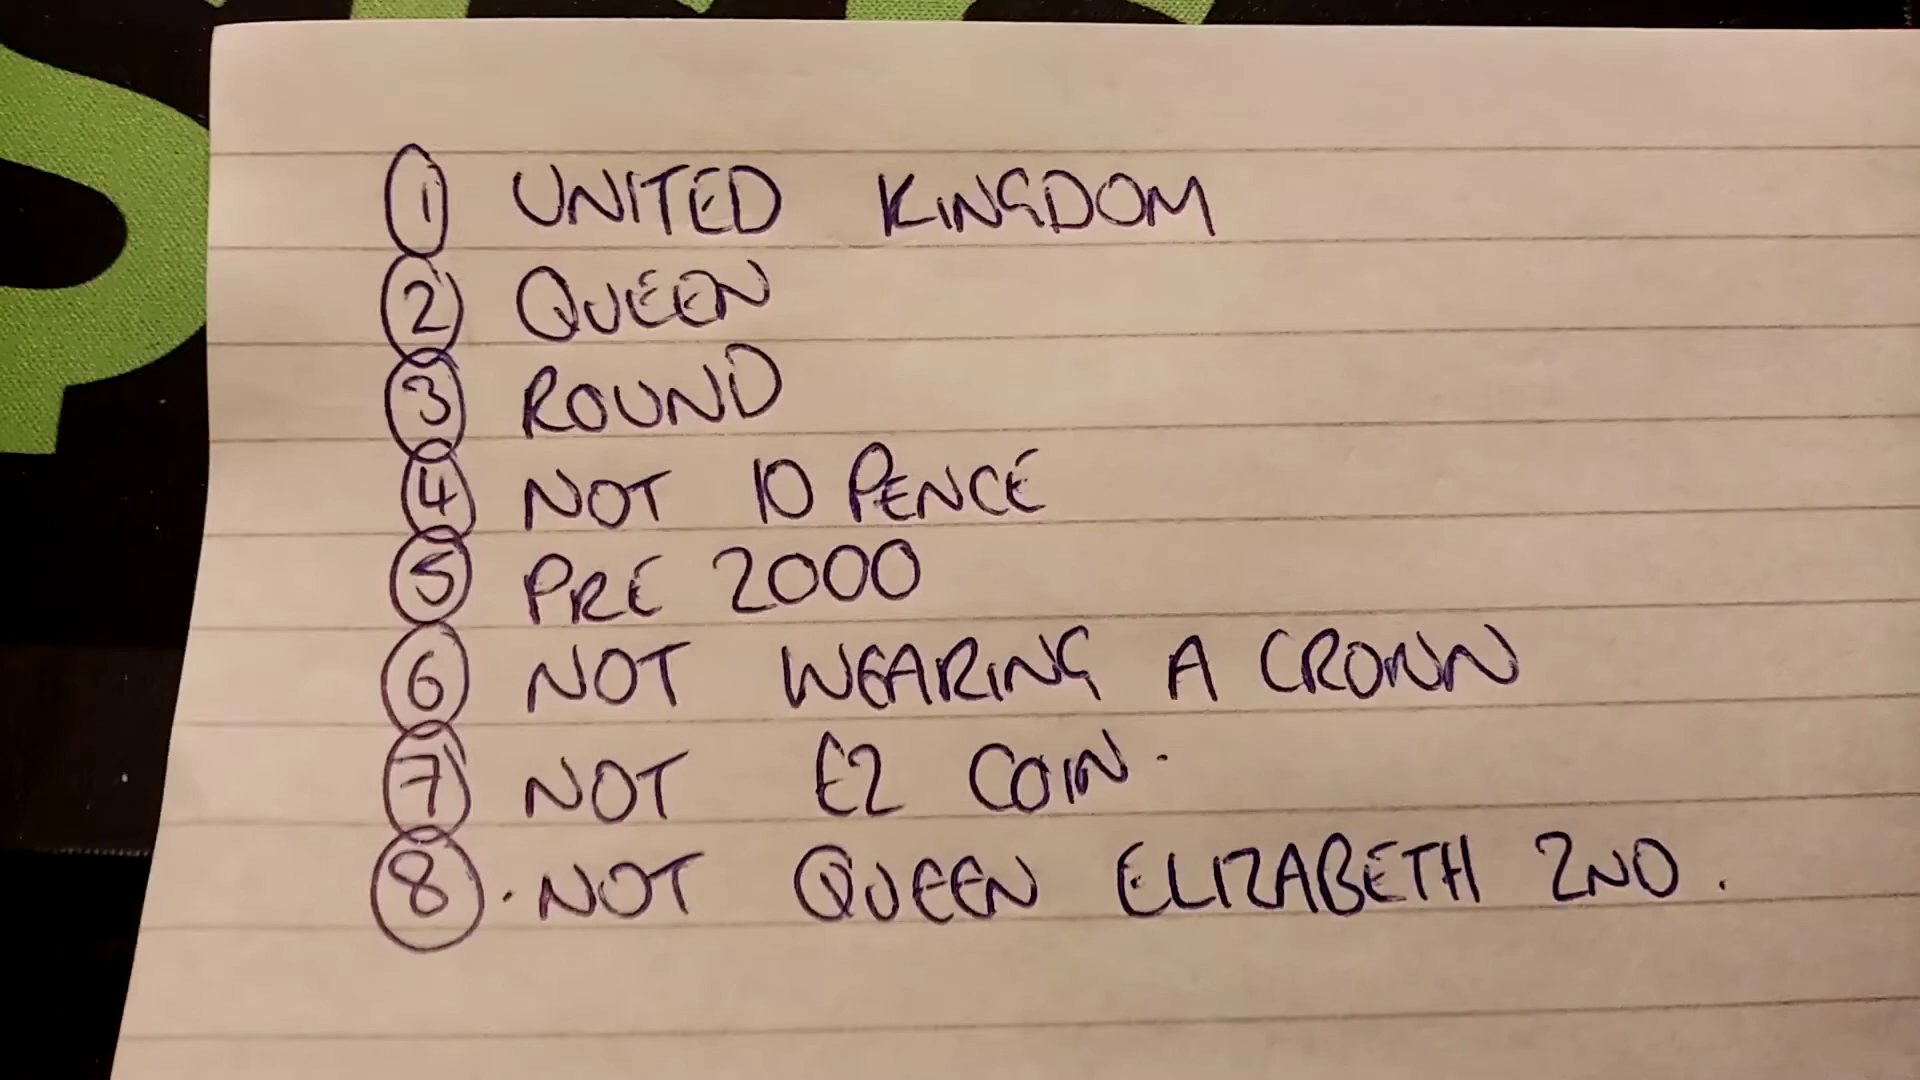 1 UNITED KINGDOM
2 QUEEN
3 ROUND
4 NOT 10 PENCE
5 PRE 2000
6 NOT WEARING A CROWN
7 NOT £2 COIN.
8. NOT QUEEN ELIZABETH 2ND.